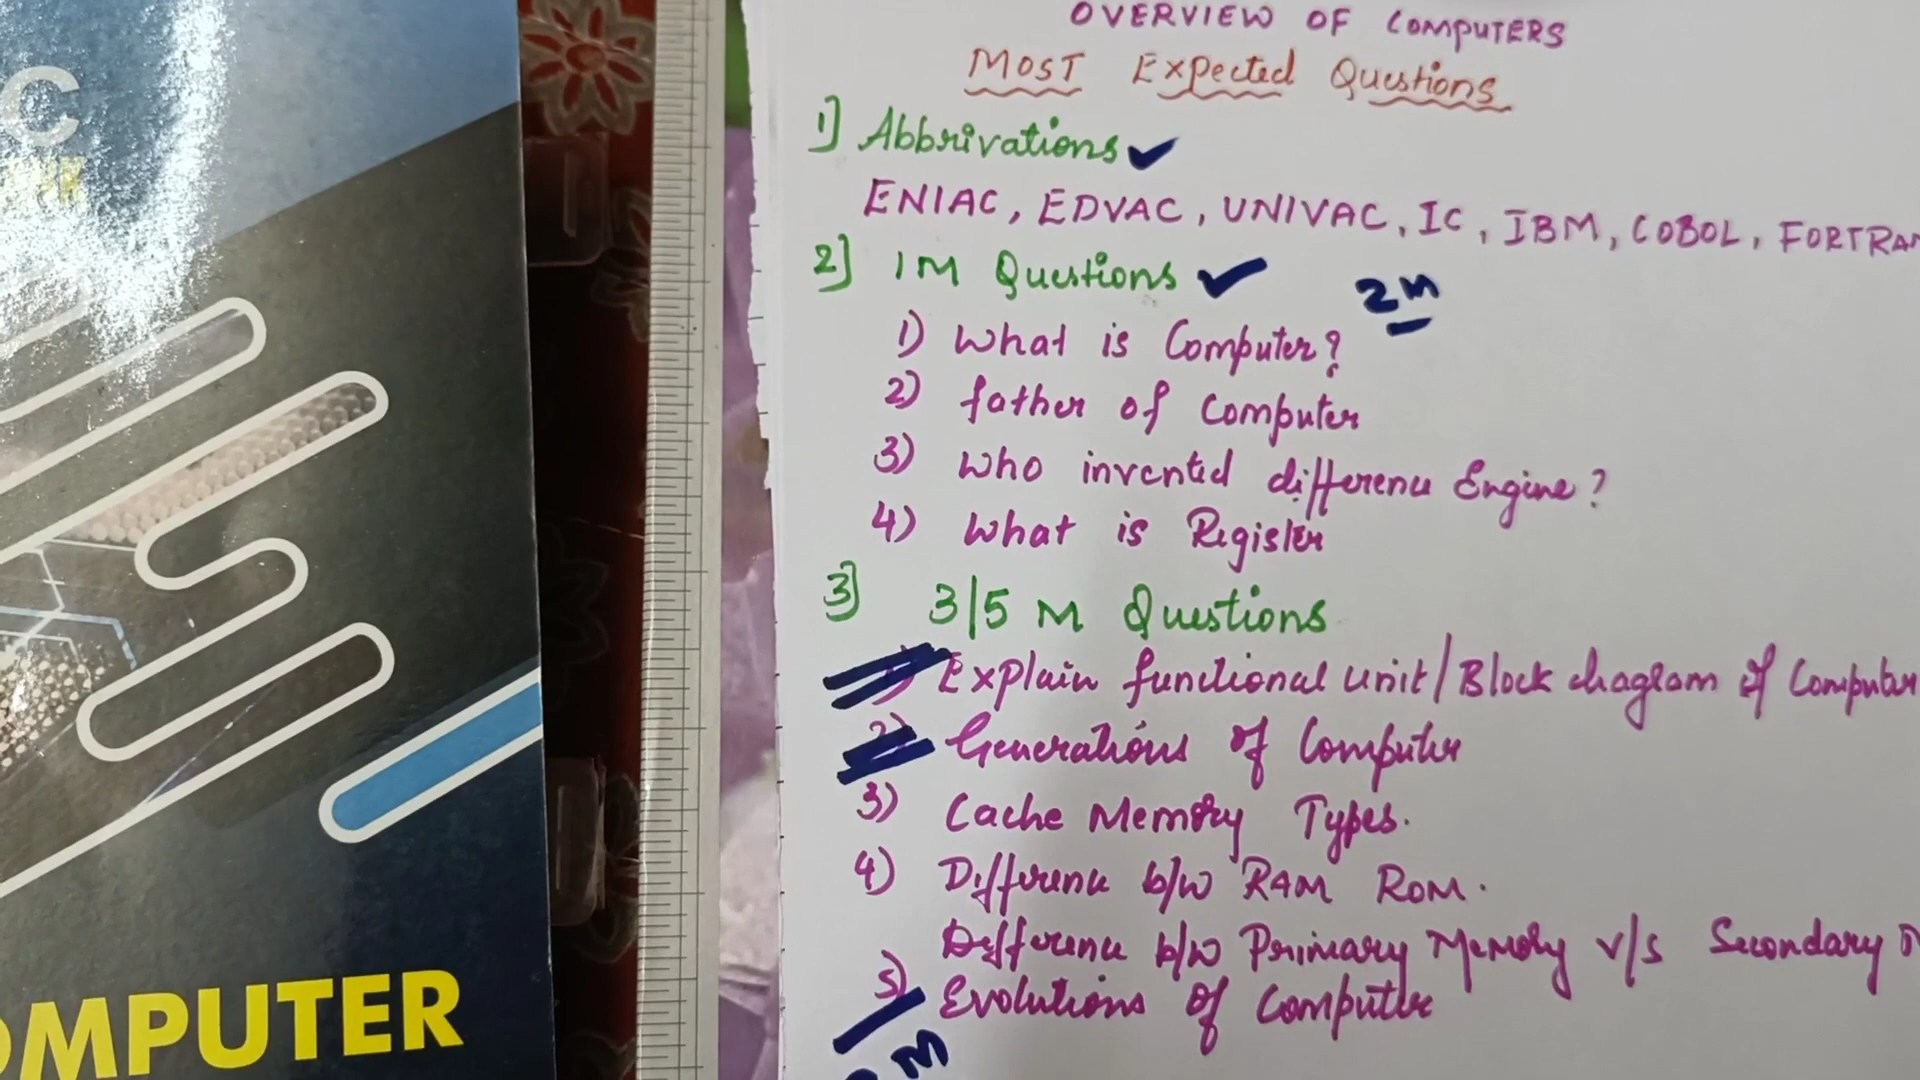 C
OVERVIEW OF COMPUTERS
MOST Expected Questions
1] Abbrivations ✔
ENIAC, EDVAC, UNIVAC, IC, IBM, COBOL, FORTRAN
2] 1M Questions ✔ 2M
1) What is Computer?
2) father of Computer
3) Who invented difference Engine?
4) What is Register
3] 3/5 M Questions
1) Explain functional unit/Block diagram of Computer
2) Generations of Computer
3) Cache Memory Types.
4) Difference b/w RAM ROM.
Difference b/w Primary Memory v/s Secondary
5) Evolutions of Computer
M
OMPUTER